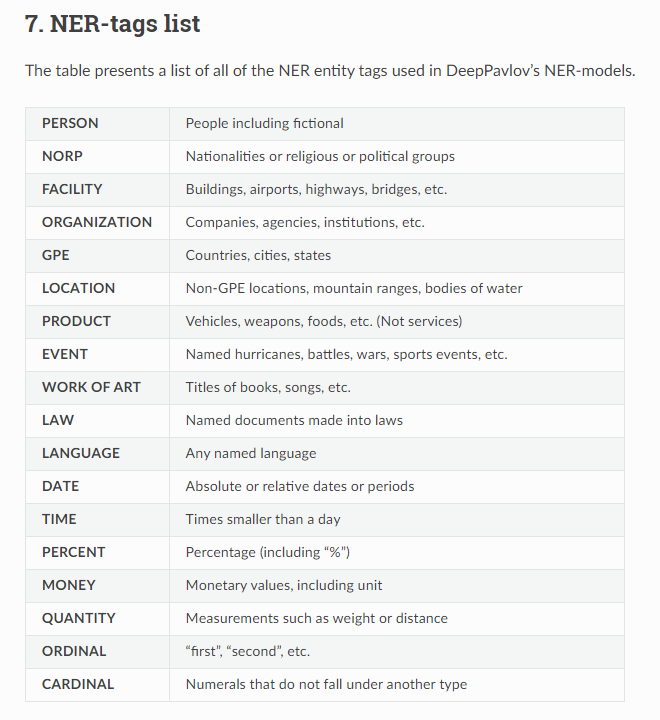 7. NER-tags list
The table presents a list of all of the NER entity tags used in DeepPavlov’s NER-models.
PERSON People including fictional
NORP Nationalities or religious or political groups
FACILITY Buildings, airports, highways, bridges, etc.
ORGANIZATION Companies, agencies, institutions, etc.
GPE Countries, cities, states
LOCATION Non-GPE locations, mountain ranges, bodies of water
PRODUCT Vehicles, weapons, foods, etc. (Not services)
EVENT Named hurricanes, battles, wars, sports events, etc.
WORK OF ART Titles of books, songs, etc.
LAW Named documents made into laws
LANGUAGE Any named language
DATE Absolute or relative dates or periods
TIME Times smaller than a day
PERCENT Percentage (including “%”)
MONEY Monetary values, including unit
QUANTITY Measurements such as weight or distance
ORDINAL “first”, “second”, etc.
CARDINAL Numerals that do not fall under another type